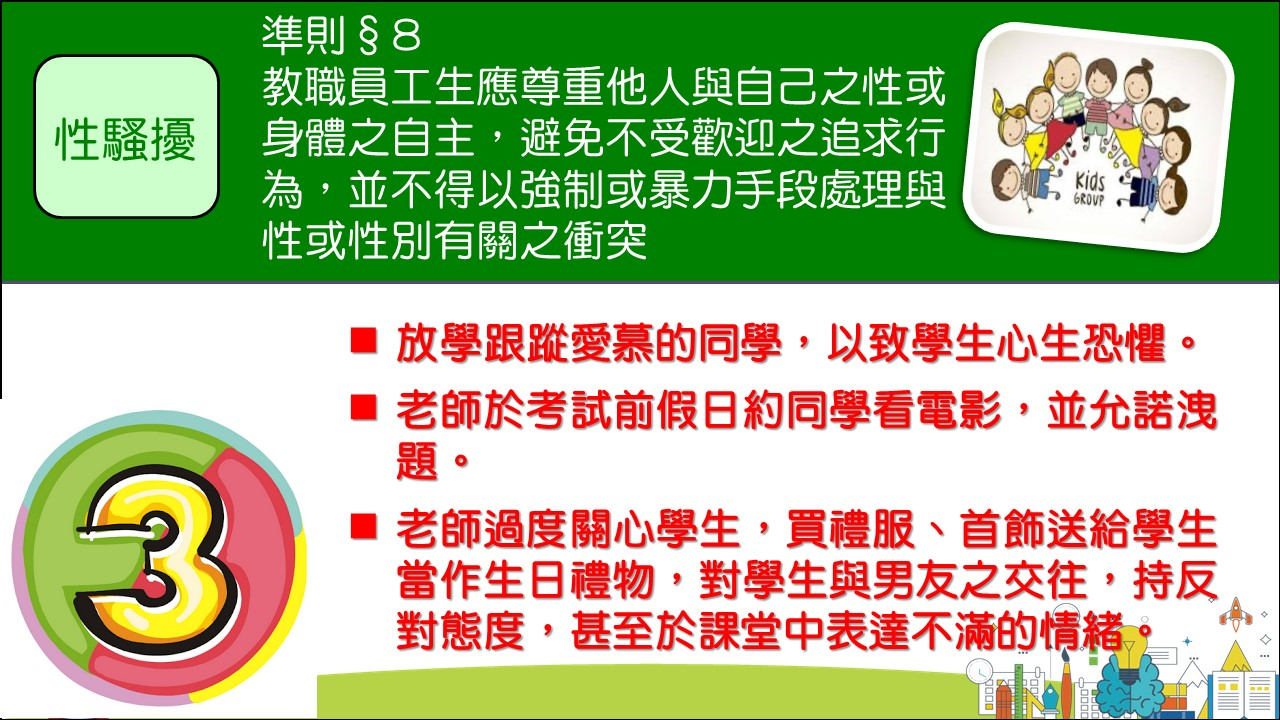 性騷擾
準則§8
教職員工生應尊重他人與自己之性或
身體之自主，避免不受歡迎之追求行
為，並不得以強制或暴力手段處理與
性或性別有關之衝突
Kids
GROUP
■ 放學跟蹤愛慕的同學，以致學生心生恐懼。
■ 老師於考試前假日約同學看電影，並允諾洩
題。
■ 老師過度關心學生，買禮服、首飾送給學生
當作生日禮物，對學生與男友之交往，持反
對態度，甚至於課堂中表達不滿的情緒。
3